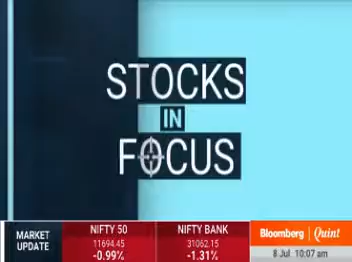 STOCKS
IN
FOCUS
MARKET
UPDATE
NIFTY 50
11694.45
-0.99%
NIFTY BANK
31062.15
-1.31%
Bloomberg | Quint
8 Jul 10:07 am